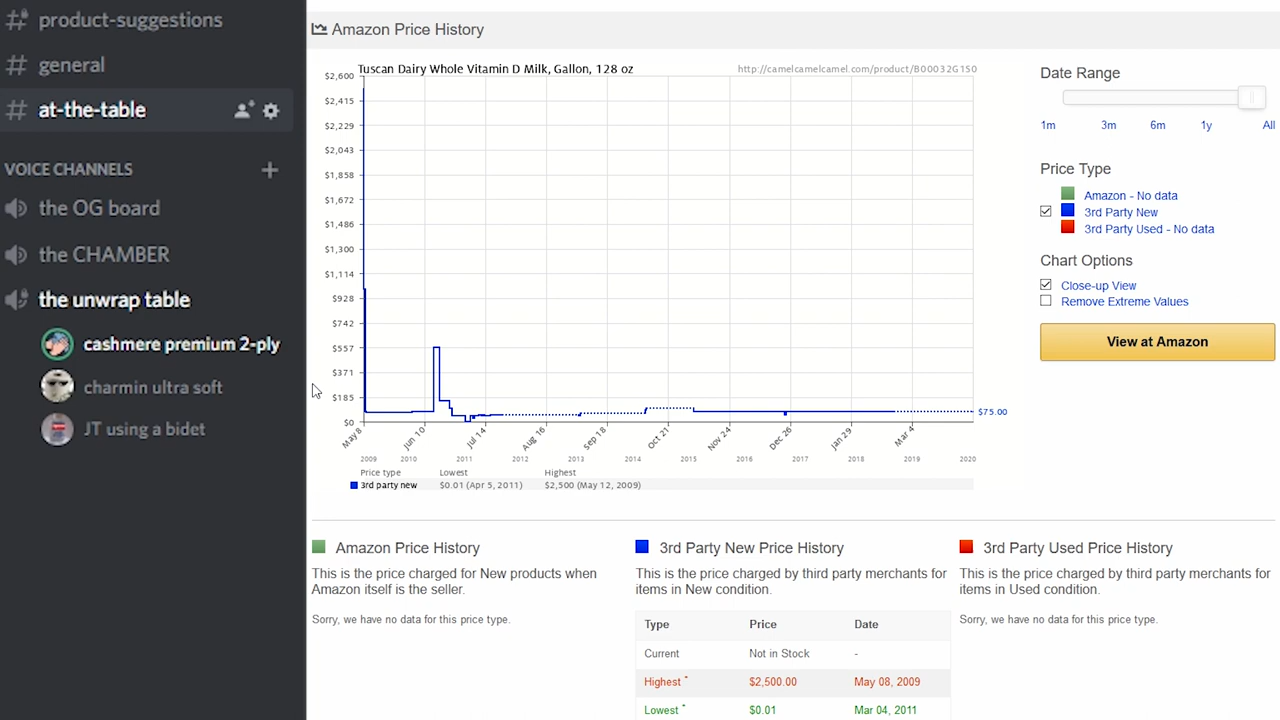 product-suggestions
general
at-the-table
VOICE CHANNELS
the OG board
the CHAMBER
the unwrap table
cashmere premium 2-ply
charmin ultra soft
JT using a bidet
Amazon Price History
Tuscan Dairy Whole Vitamin D Milk, Gallon, 128 oz
http://camelcamelcamel.com/product/B00032G1S0
$2,600
$2,415
$2,229
$2,043
$1,858
$1,672
$1,486
$1,300
$1,114
$928
$742
$557
$371
$185
$0
$75.00
May 8 Jun 10 Jul 14 Aug 16 Sep 18 Oct 21 Nov 24 Dec 26 Jan 29 Mar 4
2009 2010 2011 2012 2013 2014 2015 2016 2017 2018 2019 2020
Price type Lowest Highest
3rd party new $0.01 (Apr 5, 2011) $2,500 (May 12, 2009)
Date Range
1m 3m 6m 1y All
Price Type
Amazon - No data
3rd Party New
3rd Party Used - No data
Chart Options
Close-up View
Remove Extreme Values
View at Amazon
Amazon Price History
This is the price charged for New products when
Amazon itself is the seller.
Sorry, we have no data for this price type.
3rd Party New Price History
This is the price charged by third party merchants for
items in New condition.
Type Price Date
Current Not in Stock -
Highest * $2,500.00 May 08, 2009
Lowest * $0.01 Mar 04, 2011
3rd Party Used Price History
This is the price charged by third party merchants for
items in Used condition.
Sorry, we have no data for this price type.